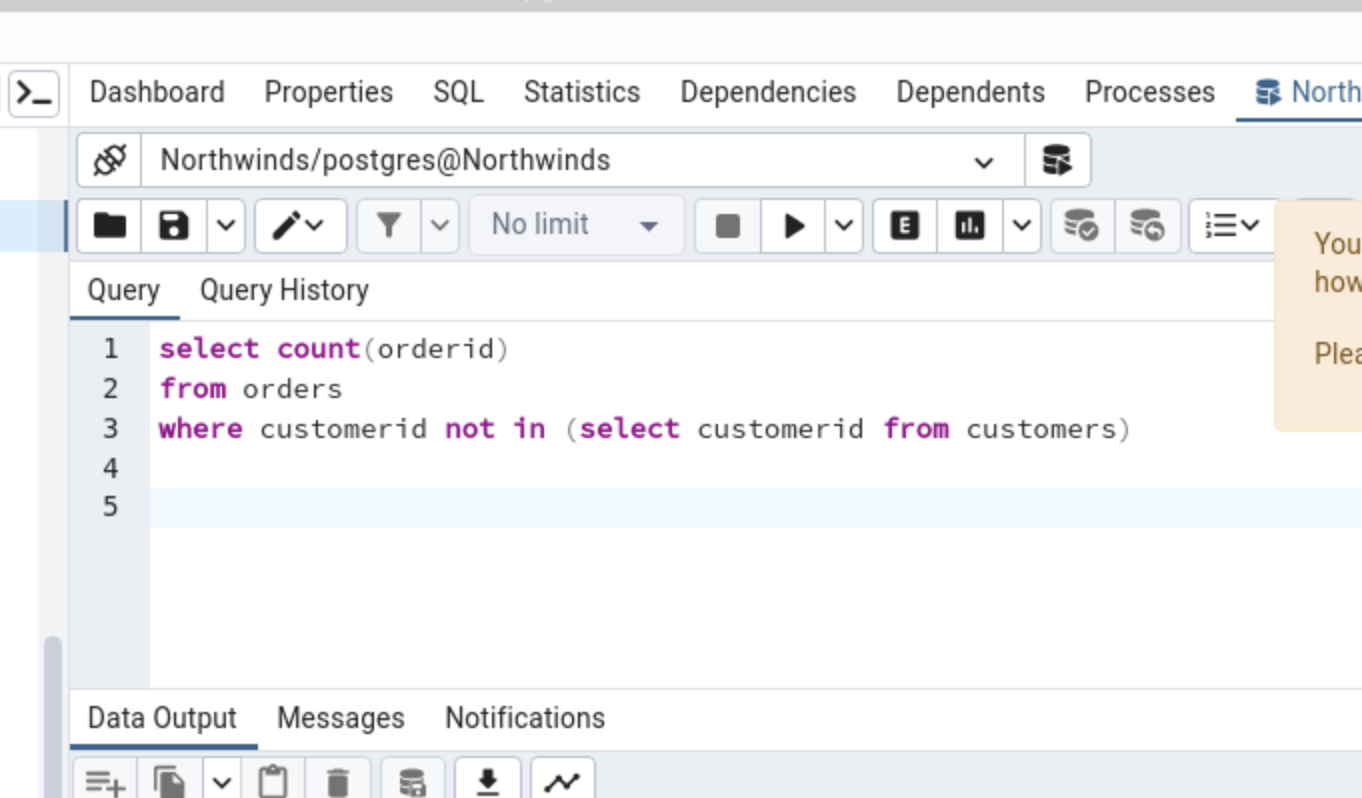 Dashboard Properties SQL Statistics Dependencies Dependents Processes North
Northwinds/postgres@Northwinds
No limit
E
You
how
Plea
Query Query History
1 select count(orderid)
2 from orders
3 where customerid not in (select customerid from customers)
4
5
Data Output Messages Notifications